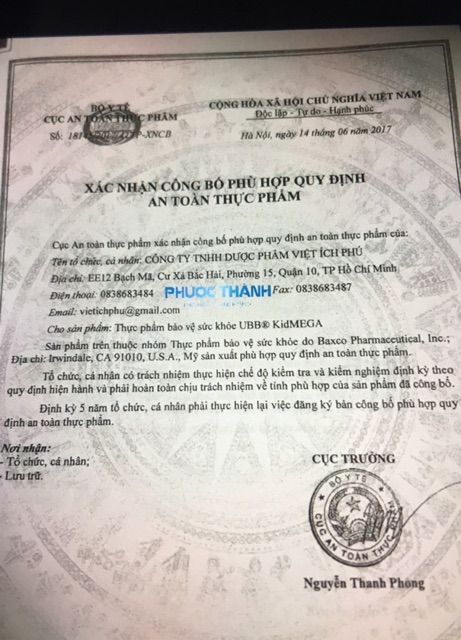 BỘ Y TẾ
CỤC AN TOÀN THỰC PHẨM
Số: 181 P-XNCB
CỘNG HÒA XÃ HỘI CHỦ NGHĨA VIỆT NAM
Độc lập - Tự do - Hạnh phúc
Hà Nội, ngày 14 tháng 06 năm 2017
XÁC NHẬN CÔNG BỐ PHÙ HỢP QUY ĐỊNH
AN TOÀN THỰC PHẨM
Cục An toàn thực phẩm xác nhận công bố phù hợp quy định an toàn thực phẩm của:
Tên tổ chức, cá nhân: CÔNG TY TNHH DƯỢC PHẨM VIỆT ÍCH PHÚ
Địa chỉ: EE12 Bạch Mã, Cư Xá Bắc Hải, Phường 15, Quận 10, TP Hồ Chí Minh
Điện thoại: 0838683484 PHƯỚC THÀNH Fax: 0838683487
Email: victichphu@gmail.com
Cho sản phẩm: Thực phẩm bảo vệ sức khỏe UBB® KidMEGA
Sản phẩm trên thuộc nhóm Thực phẩm bảo vệ sức khỏe do Baxco Pharmaceutical, Inc.;
Địa chỉ: Irwindale, CA 91010, U.S.A., Mỹ sản xuất phù hợp quy định an toàn thực phẩm.
Tổ chức, cá nhân có trách nhiệm thực hiện chế độ kiểm tra và kiểm nghiệm định kỳ theo
quy định hiện hành và phải hoàn toàn chịu trách nhiệm về tính phù hợp của sản phẩm đã công bố.
Định kỳ 5 năm tổ chức, cá nhân phải thực hiện lại việc đăng ký bản công bố phù hợp quy
định an toàn thực phẩm.
Nơi nhận:
- Tổ chức, cá nhân;
- Lưu trữ.
CỤC TRƯỞNG
BỘ Y TẾ
CỤC AN TOÀN THỰC
Nguyễn Thanh Phong